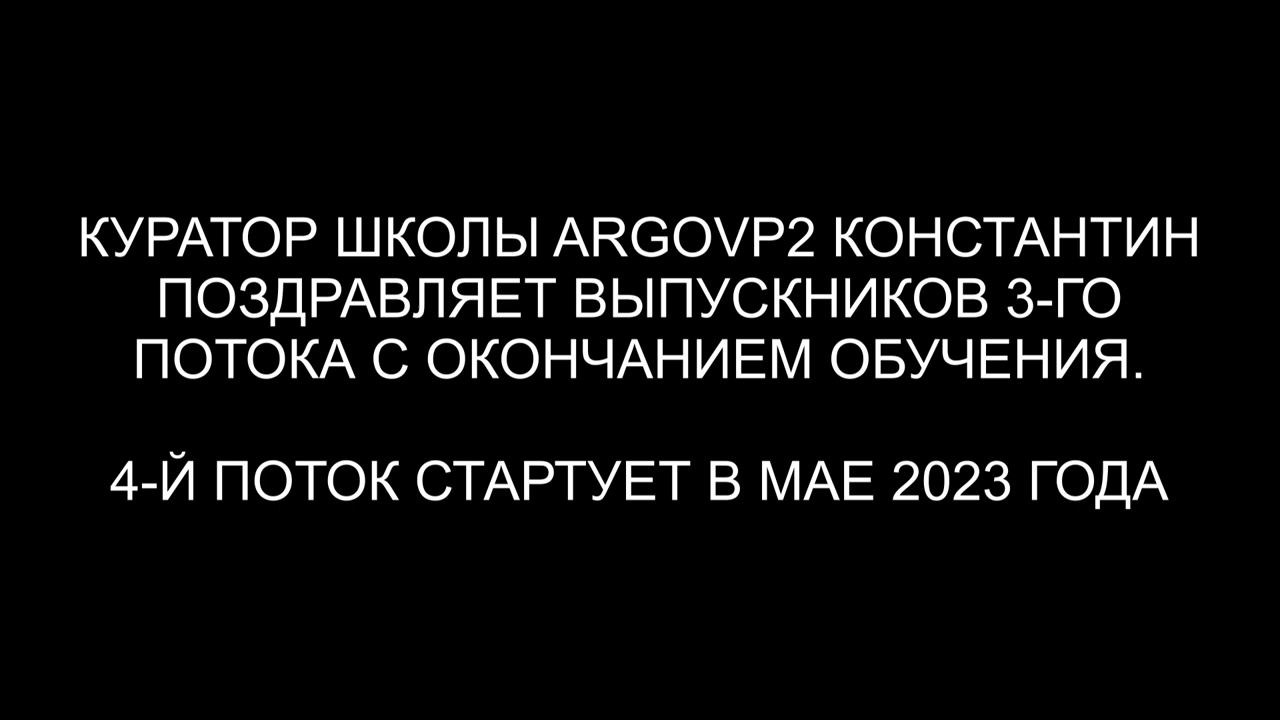 КУРАТОР ШКОЛЫ ARGOVP2 КОНСТАНТИН
ПОЗДРАВЛЯЕТ ВЫПУСКНИКОВ 3-ГО
ПОТОКА С ОКОНЧАНИЕМ ОБУЧЕНИЯ.
4-Й ПОТОК СТАРТУЕТ В МАЕ 2023 ГОДА